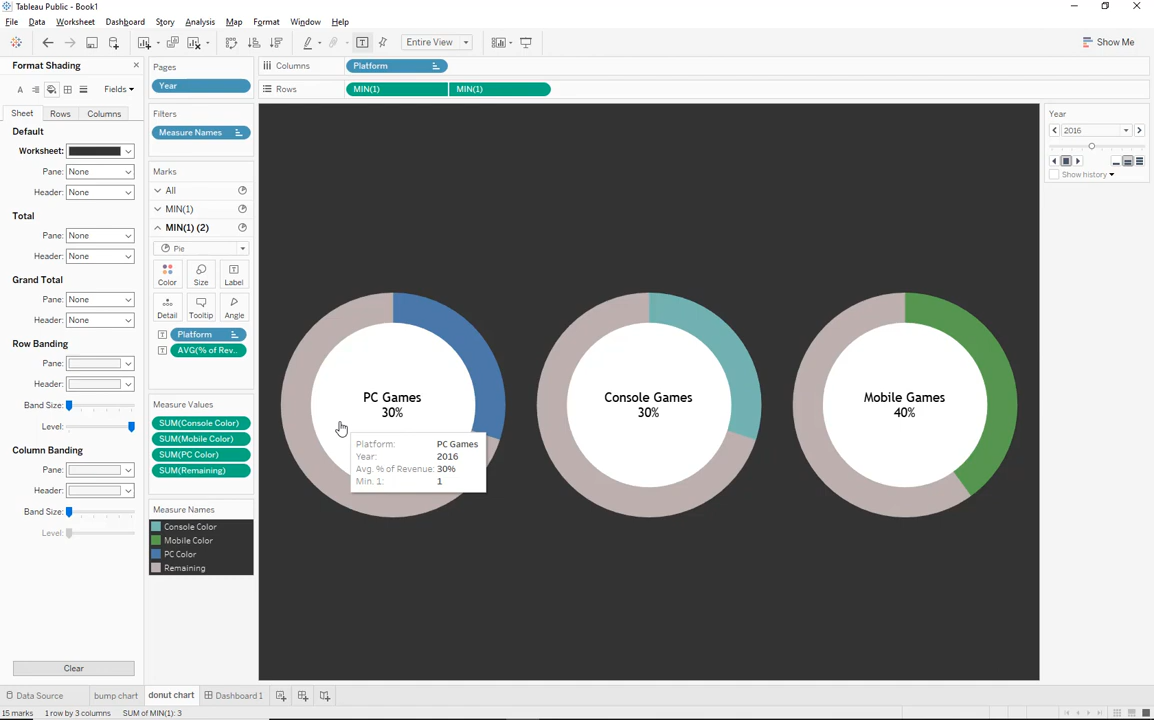 Tableau Public - Book1
File Data Worksheet Dashboard Story Analysis Map Format Window Help
Entire View
Show Me
Format Shading
Fields
Sheet Rows Columns
Default
Worksheet:
Pane: None
Header: None
Total
Pane: None
Header: None
Grand Total
Pane: None
Header: None
Row Banding
Pane:
Header:
Band Size:
Level:
Column Banding
Pane:
Header:
Band Size:
Level:
Clear
Pages
Year
Filters
Measure Names
Marks
All
MIN(1)
MIN(1) (2)
Pie
Color Size Label
Detail Tooltip Angle
Platform
AVG(% of Rev..
Measure Values
SUM(Console Color)
SUM(Mobile Color)
SUM(PC Color)
SUM(Remaining)
Measure Names
Console Color
Mobile Color
PC Color
Remaining
Columns Platform
Rows MIN(1) MIN(1)
PC Games
30%
Console Games
30%
Mobile Games
40%
Platform: PC Games
Year: 2016
Avg. % of Revenue: 30%
Min. 1: 1
Year
2016
Show history
Data Source bump chart donut chart Dashboard 1
15 marks 1 row by 3 columns SUM of MIN(1): 3